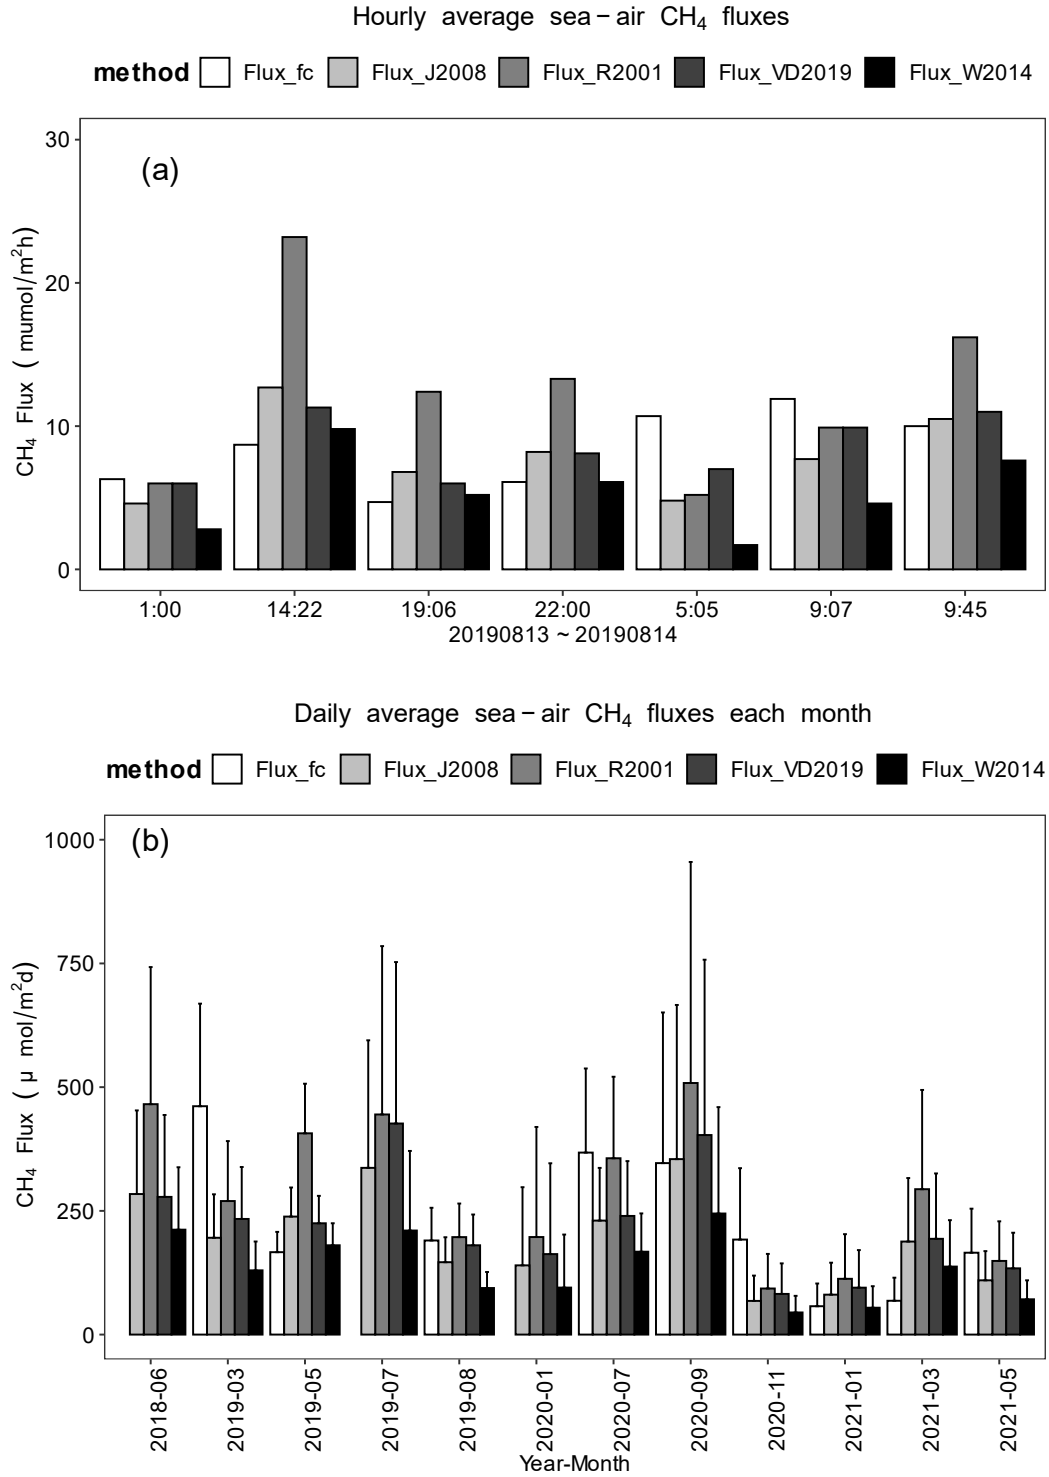 Hourly average sea−air CH₄ fluxes
method Flux_fc Flux_J2008 Flux_R2001 Flux_VD2019 Flux_W2014
(a)
30
20
10
0
CH₄ Flux ( mumol/m²h)
1:00 14:22 19:06 22:00 5:05 9:07 9:45
20190813 ~ 20190814
Daily average sea−air CH₄ fluxes each month
method Flux_fc Flux_J2008 Flux_R2001 Flux_VD2019 Flux_W2014
(b)
1000
750
500
250
0
CH₄ Flux ( µ mol/m²d)
2018-06 2019-03 2019-05 2019-07 2019-08 2020-01 2020-07 2020-09 2020-11 2021-01 2021-03 2021-05
Year-Month